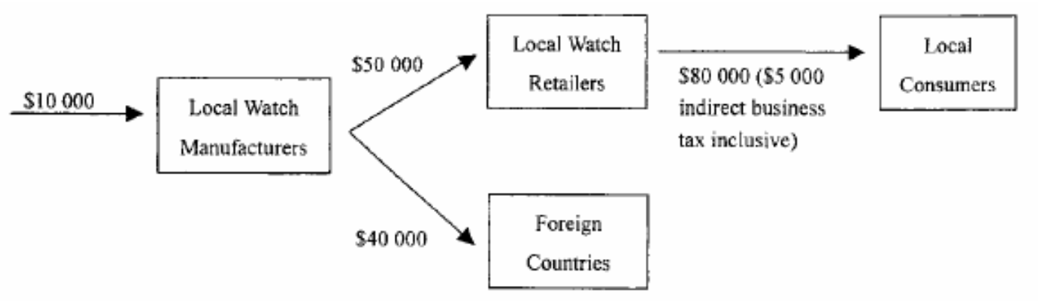 $10 000
Local Watch
Manufacturers
$50 000
$40 000
Local Watch
Retailers
$80 000 ($5 000
indirect business
tax inclusive)
Local
Consumers
Foreign
Countries